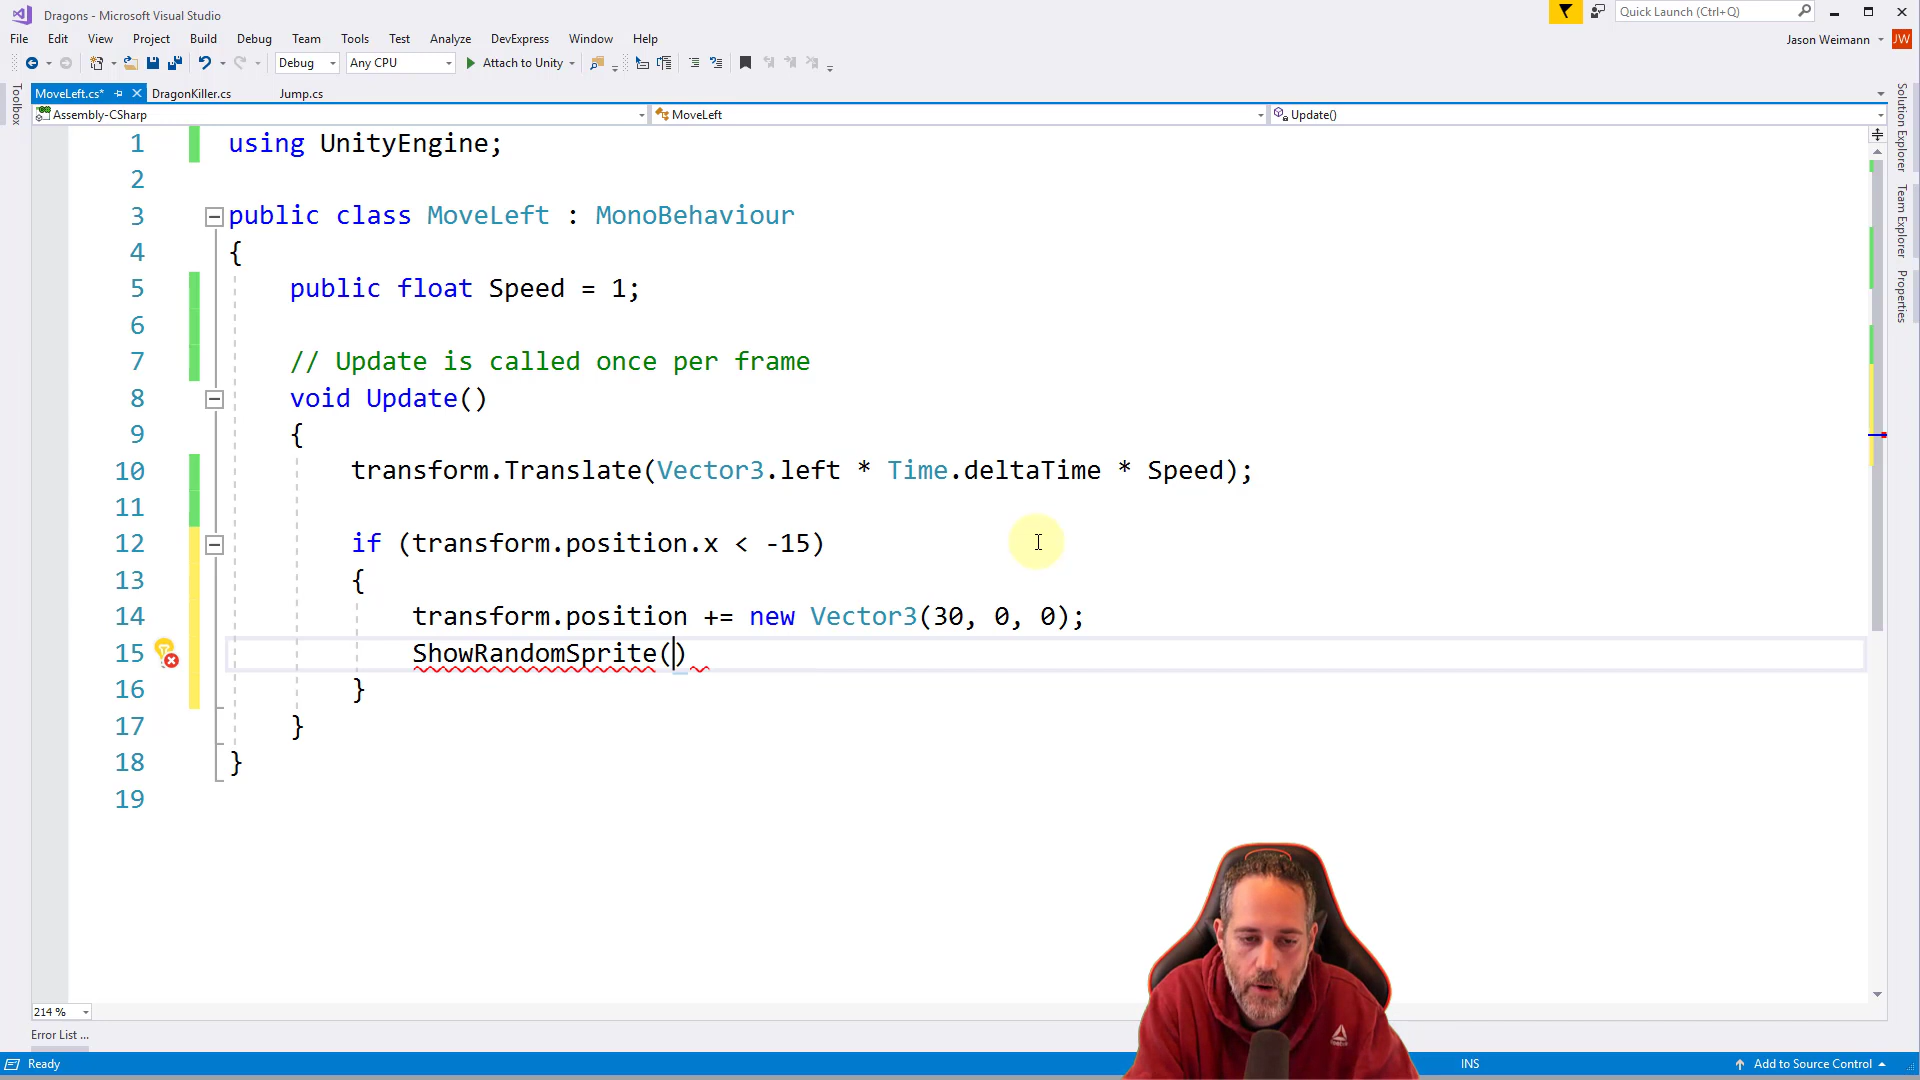 Dragons - Microsoft Visual Studio
Quick Launch (Ctrl+Q)
File Edit View Project Build Debug Team Tools Test Analyze DevExpress Window Help
Jason Weimann JW
Debug Any CPU Attach to Unity
MoveLeft.cs* DragonKiller.cs Jump.cs
Assembly-CSharp MoveLeft Update()
Toolbox
Solution Explorer
Team Explorer
Properties
1 using UnityEngine;
2
3 public class MoveLeft : MonoBehaviour
4 {
5 public float Speed = 1;
6
7 // Update is called once per frame
8 void Update()
9 {
10 transform.Translate(Vector3.left * Time.deltaTime * Speed);
11
12 if (transform.position.x < -15)
13 {
14 transform.position += new Vector3(30, 0, 0);
15 ShowRandomSprite()
16 }
17 }
18 }
19
214 %
Error List ...
Ready INS Add to Source Control